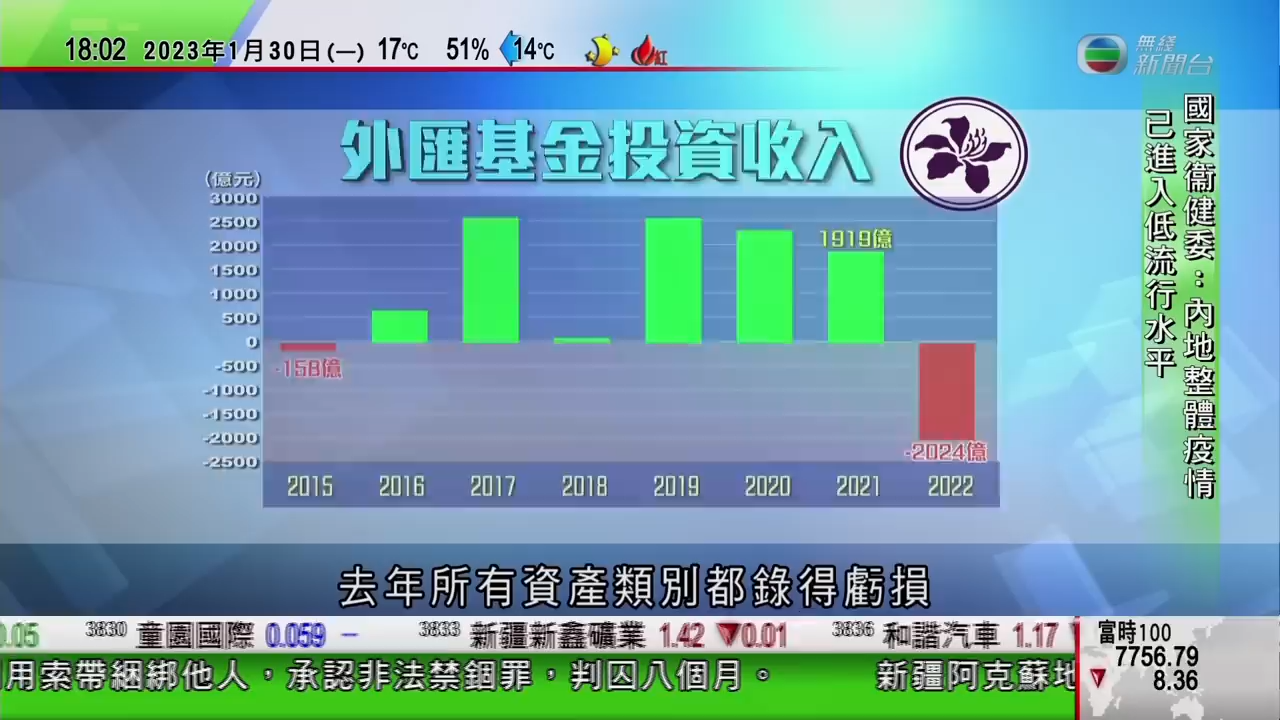 18:02 2023年1月30日(一) 17℃ 51% 14℃ 紅
無綫
新聞台
國家衞健委：內地整體疫情
已進入低流行水平
外匯基金投資收入
(億元)
3000
2500
2000
1500
1000
500
0
-500
-1000
-1500
-2000
-2500
-158億
1919億
-2024億
2015 2016 2017 2018 2019 2020 2021 2022
去年所有資產類別都錄得虧損
0.05 3830 童園國際 0.059 – 3833 新疆新鑫礦業 1.42 ▼0.01 3836 和諧汽車 1.17
用索帶綑綁他人，承認非法禁錮罪，判囚八個月。 新疆阿克蘇地
富時100
7756.79
▼ 8.36